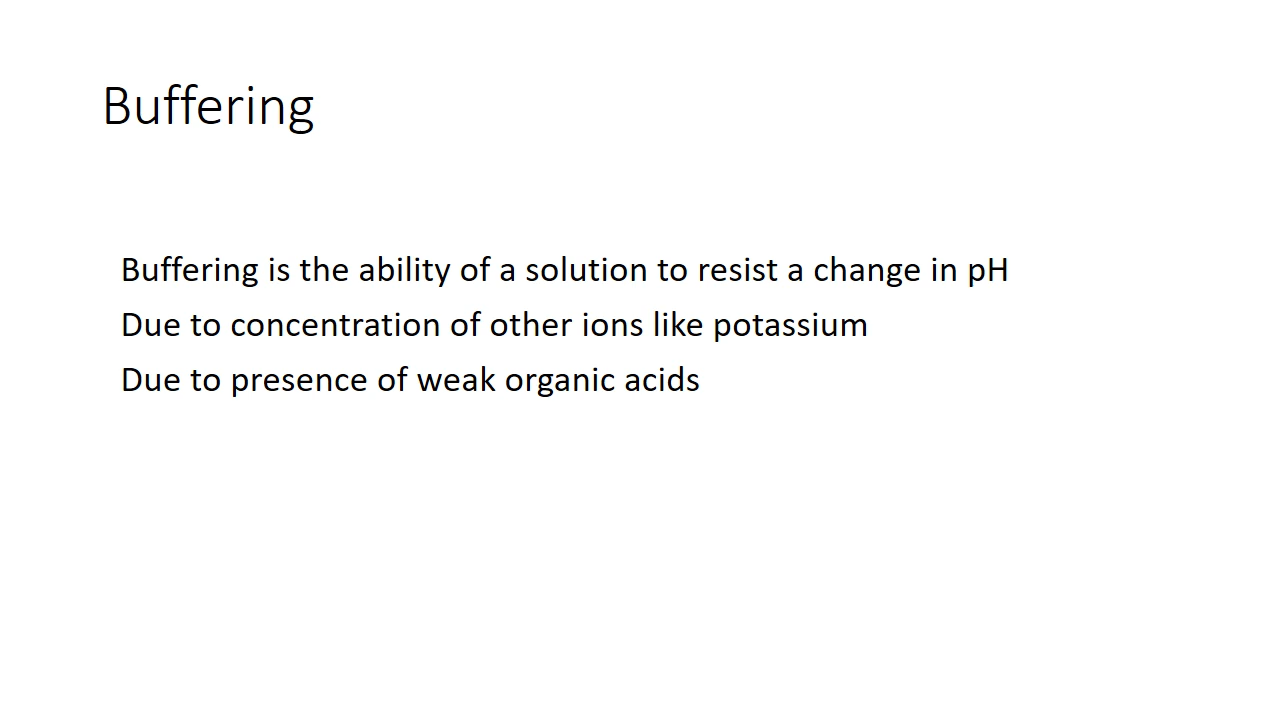 Buffering
Buffering is the ability of a solution to resist a change in pH
Due to concentration of other ions like potassium
Due to presence of weak organic acids